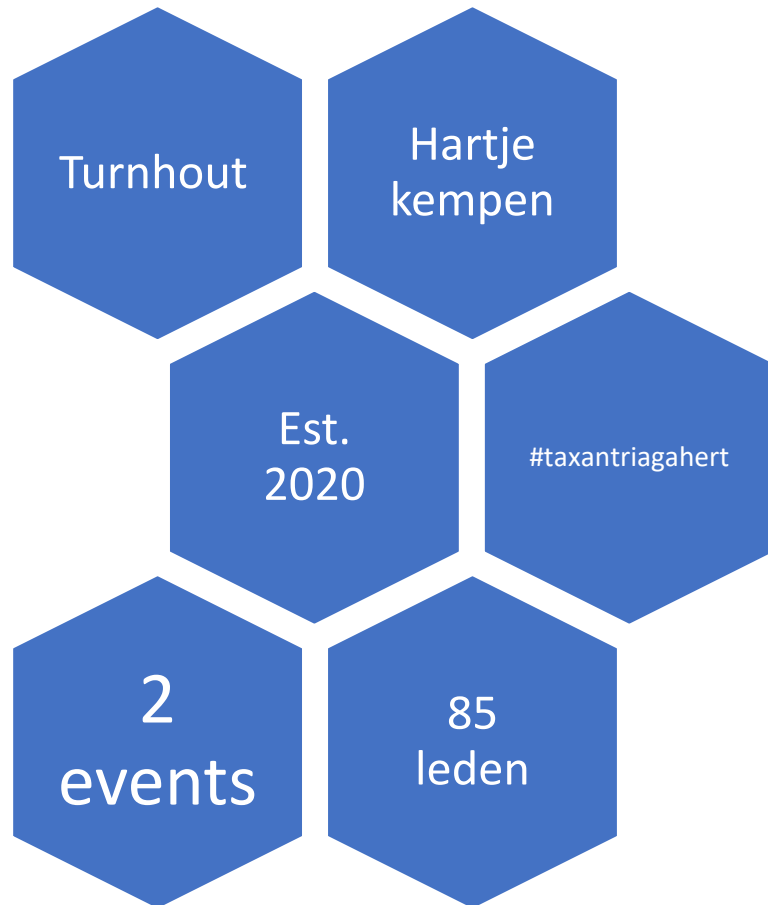 Turnhout
Hartje
kempen
Est.
2020
#taxantriagahert
2
events
85
leden